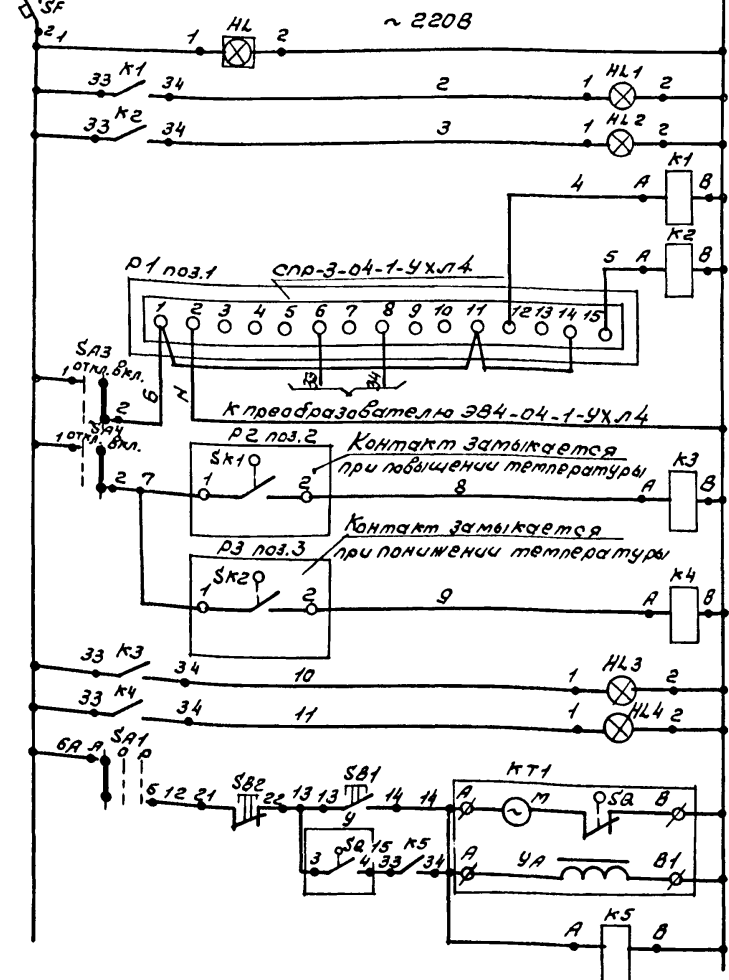 SF
~ 220В
2 1 1 HL 2
33 К1 34 2 1 HL1 2
33 К2 34 3 1 HL2 2
4 А К1 В
5 А К2 В
Р1 поз.1 СПР-3-04-1-УХЛ4
1 2 3 4 5 6 7 8 9 10 11 12 13 14 15
SA3
1 откл. вкл. 2
6 N 33 34
К преобразователю ЭВ4-04-1-УХЛ4
SA4
1 откл. вкл. 2 7
Р2 поз.2
Контакт замыкается
при повышении температуры
1 SK1 2 8 А К3 В
Контакт замыкается
при понижении температуры
Р3 поз.3
1 SK2 2 9 А К4 В
33 К3 34 10 1 HL3 2
33 К4 34 11 1 HL4 2
SA1
6А А О Р Б 12 21 SB2 22 13 13 SB1 14 14
КТ1
А М SQ В
У
3 SQ 4 15 33 К5 34 А УА В1
А К5 В